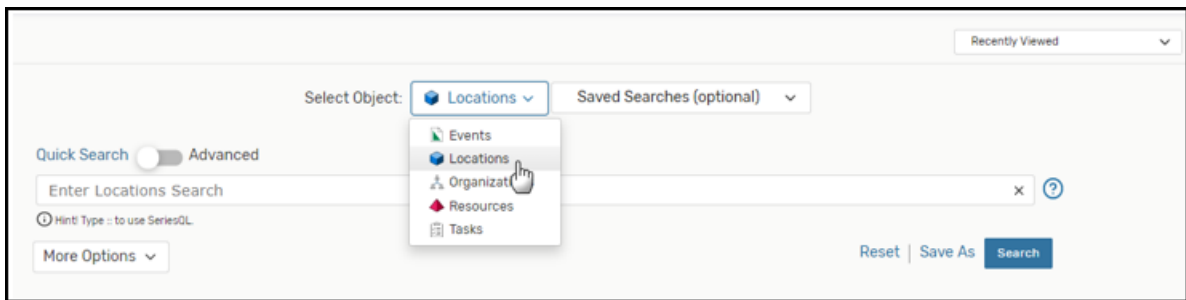 Recently Viewed
Select Object: Locations Saved Searches (optional)
Events
Quick Search Advanced
Locations
Enter Locations Search
Organizati
Resources
Hint! Type :: to use SeriesQL.
Tasks
More Options
Reset | Save As Search